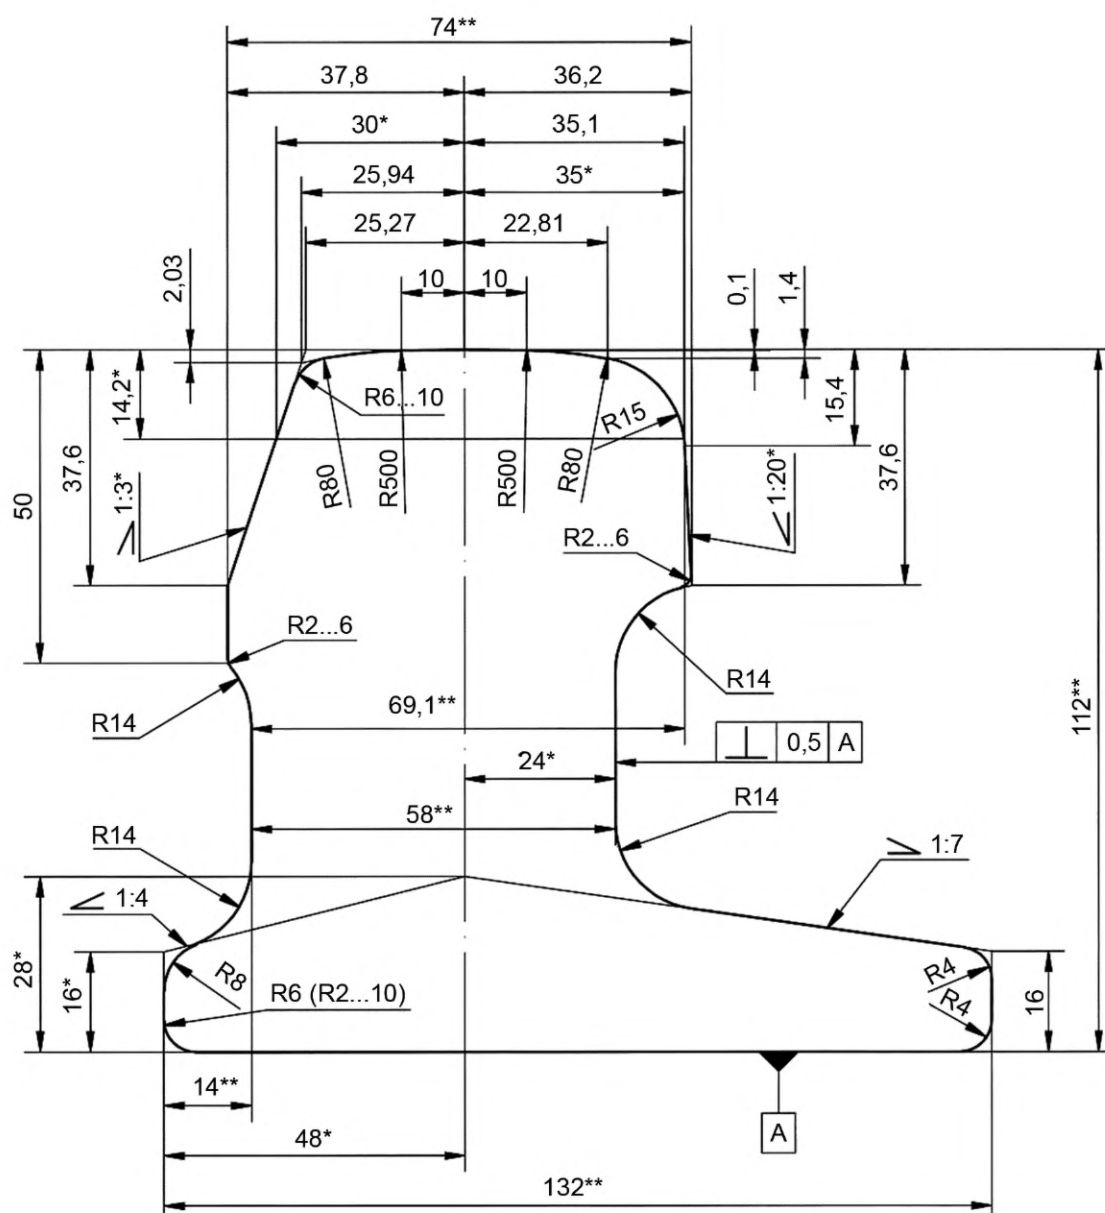 74**
37,8
36,2
30*
35,1
25,94
35*
25,27
22,81
2,03
10
10
0,1
1,4
14,2*
R6...10
R15
15,4
37,6
50
1:3*
R80
R500
R500
R80
1:20*
37,6
R2...6
R2...6
R14
R14
69,1**
112**
0,5 A
24*
R14
58**
R14
1:7
1:4
28*
16*
R8
R6 (R2...10)
R4
R4
16
14**
A
48*
132**